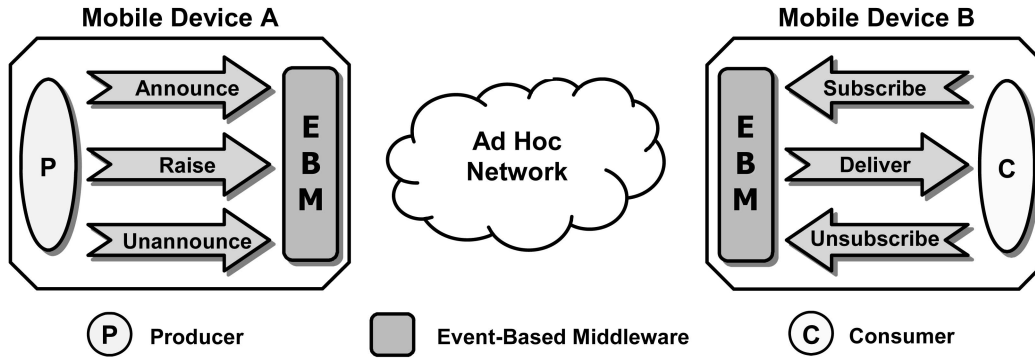 Mobile Device A
Mobile Device B
P
Announce
Raise
Unannounce
E
B
M
Ad Hoc
Network
E
B
M
Subscribe
Deliver
Unsubscribe
C
P Producer
Event-Based Middleware
C Consumer